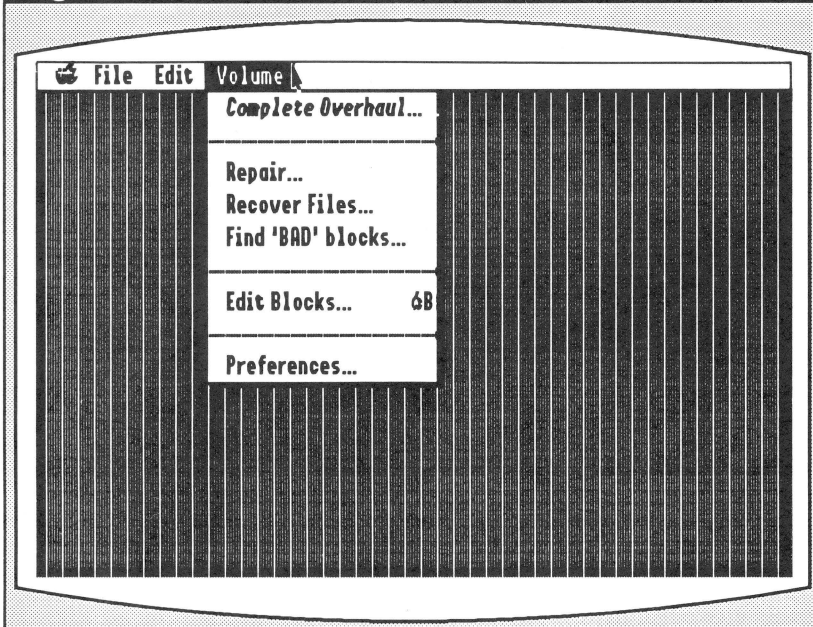 File Edit Volume
Complete Overhaul...
Repair...
Recover Files...
Find 'BAD' blocks...
Edit Blocks... B
Preferences...